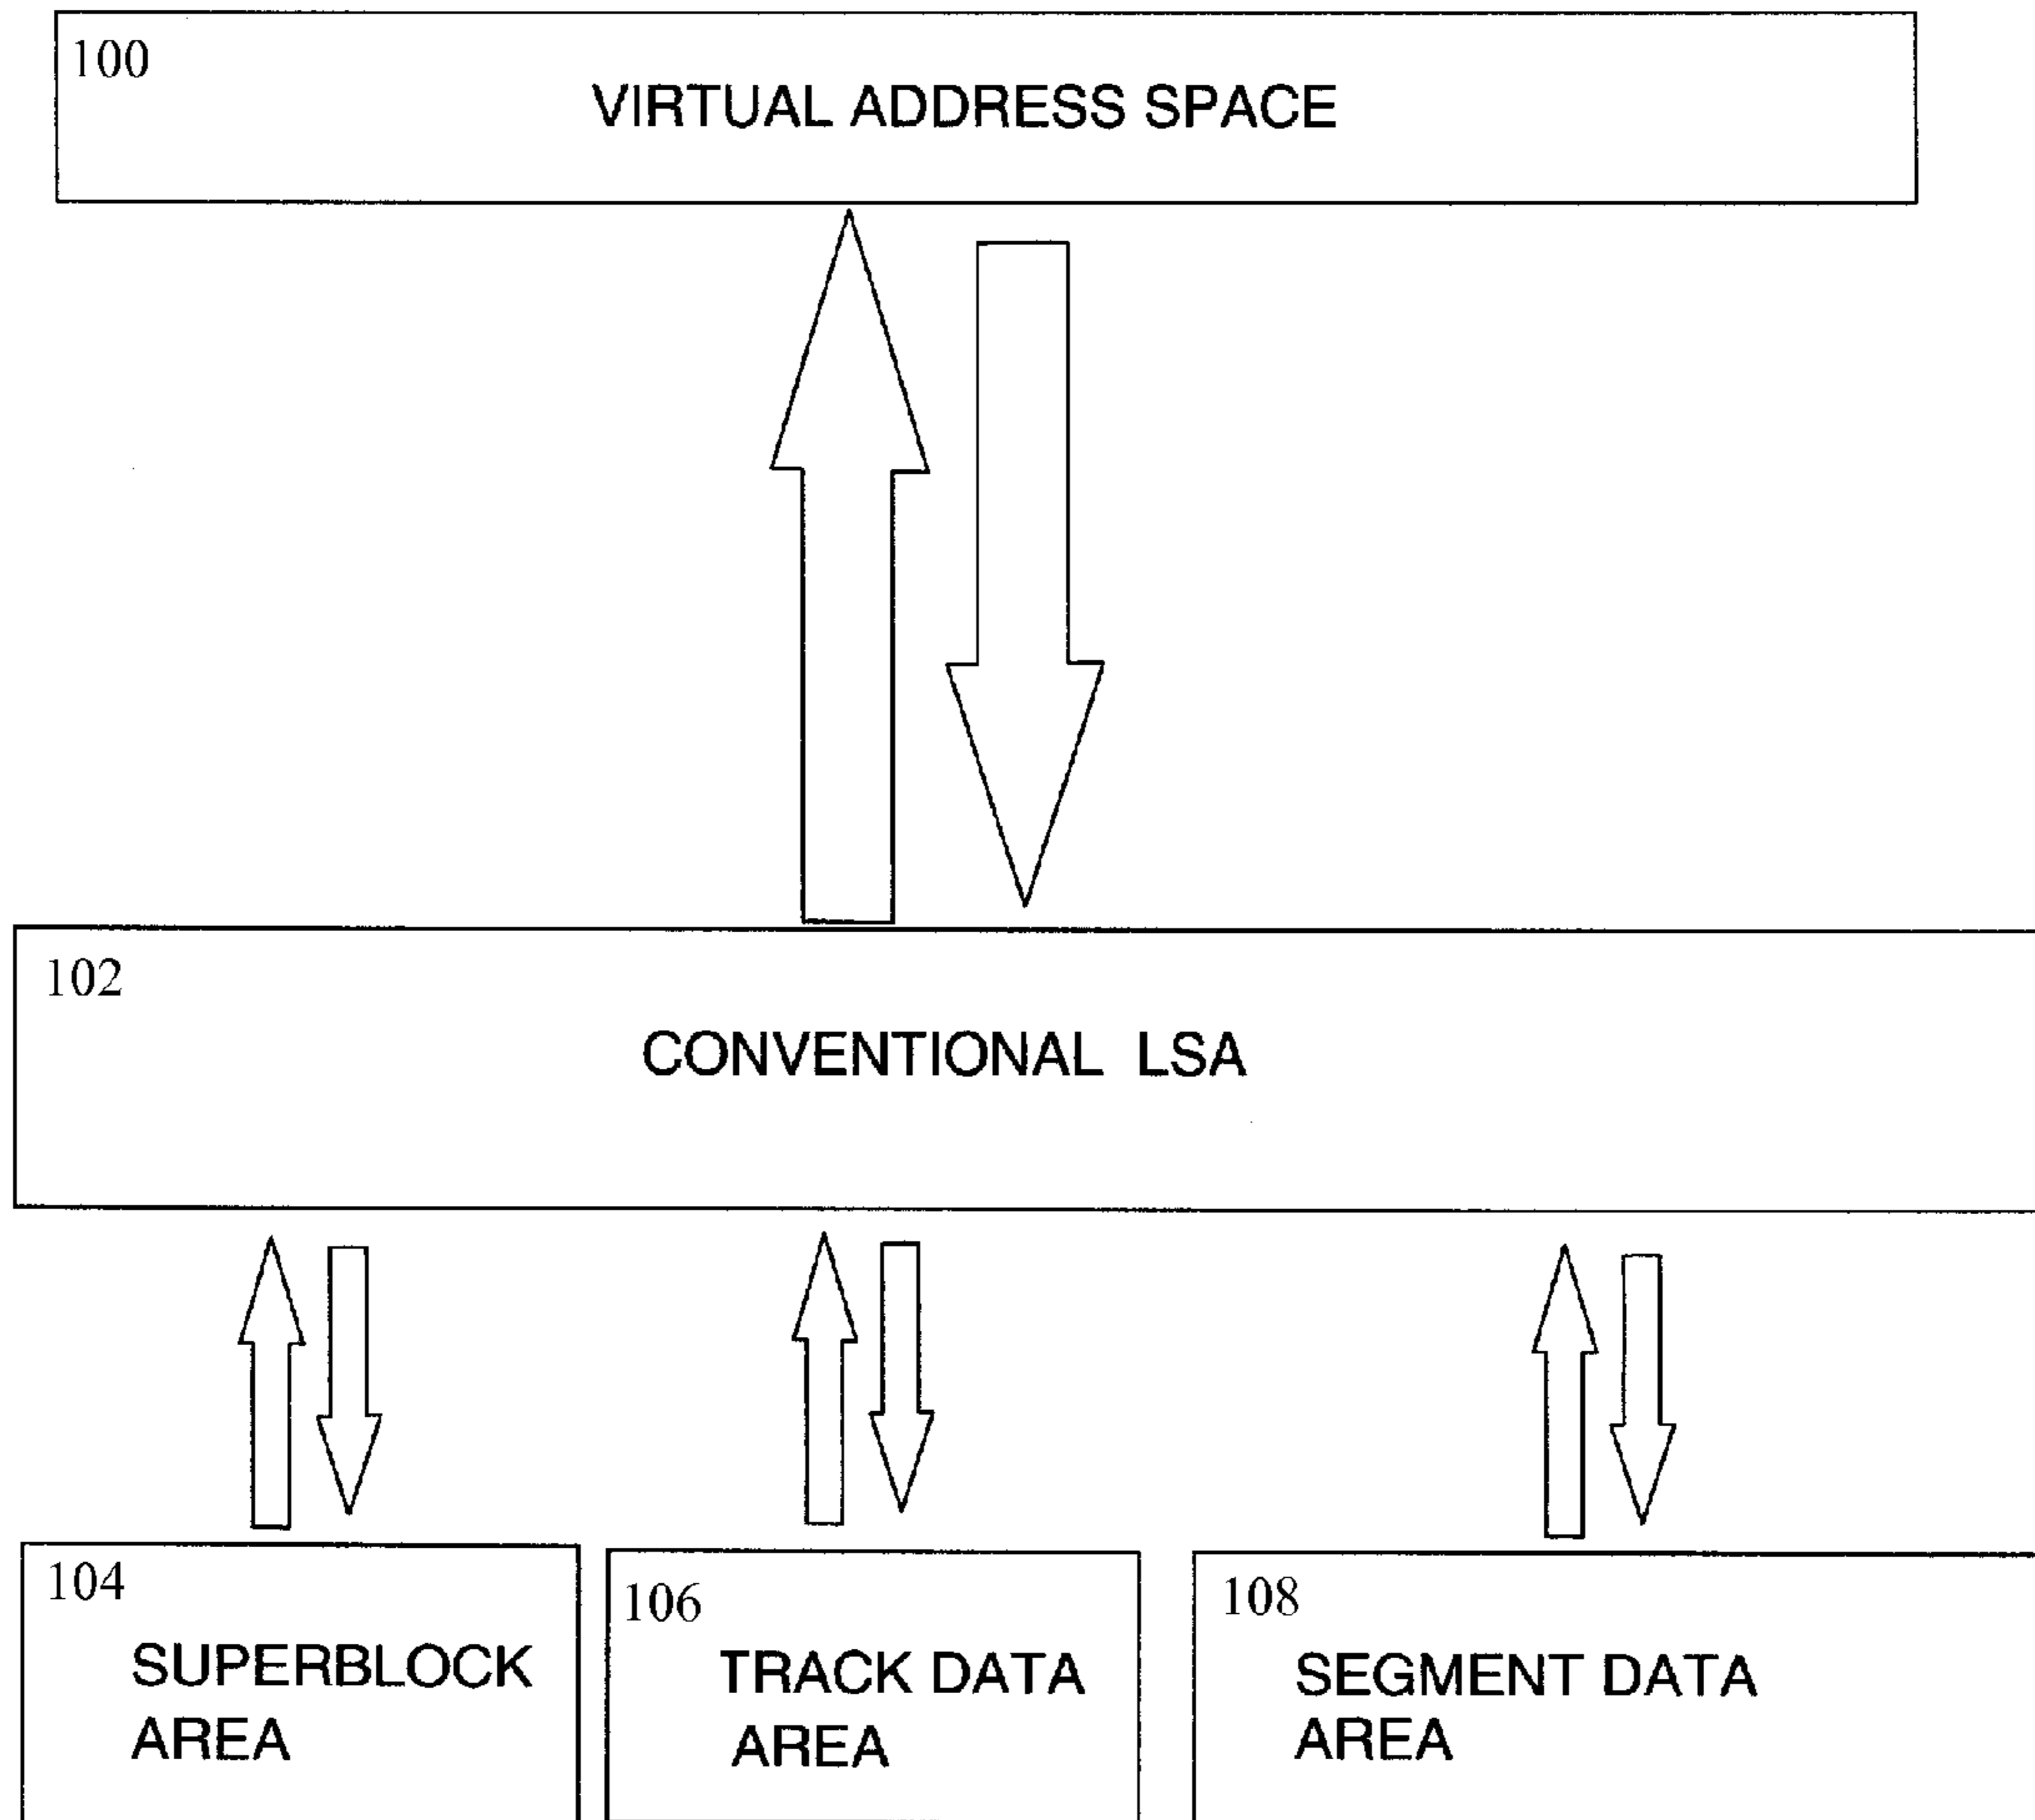 100
VIRTUAL ADDRESS SPACE
102
CONVENTIONAL LSA
104
SUPERBLOCK
AREA
106
TRACK DATA
AREA
108
SEGMENT DATA
AREA